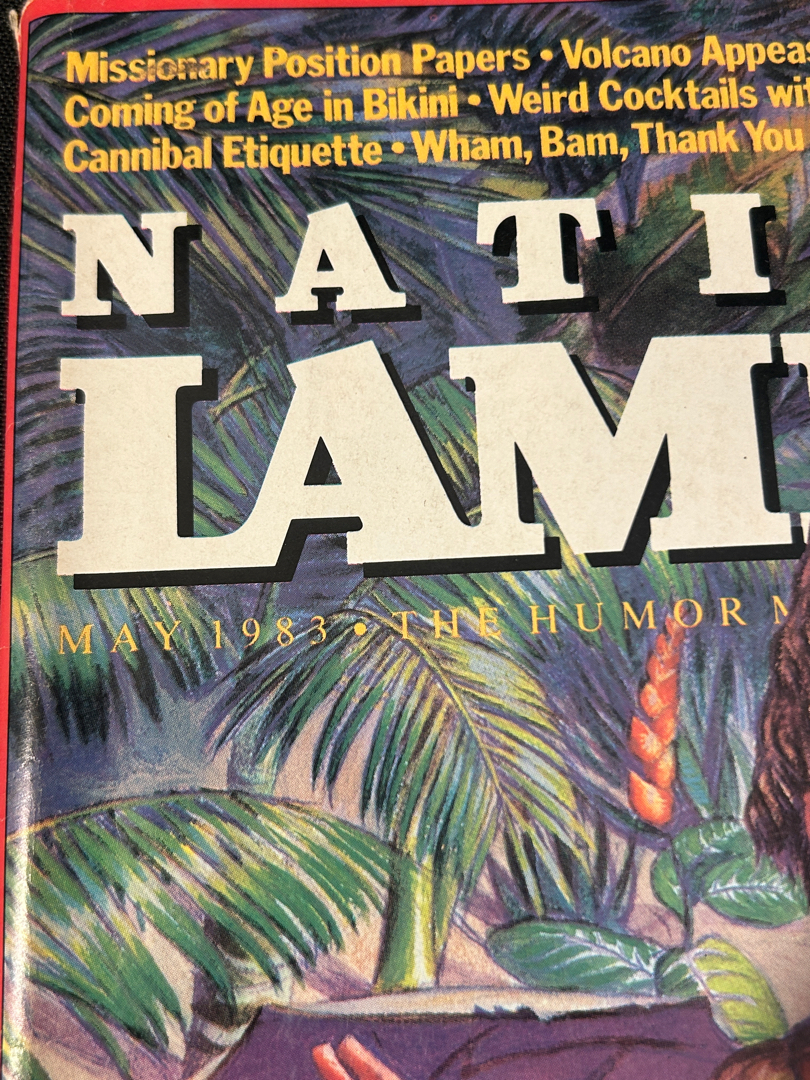 Missionary Position Papers • Volcano Appeas
Coming of Age in Bikini • Weird Cocktails wit
Cannibal Etiquette • Wham, Bam, Thank You
NATI
LAM
MAY 1983 • THE HUMOR M